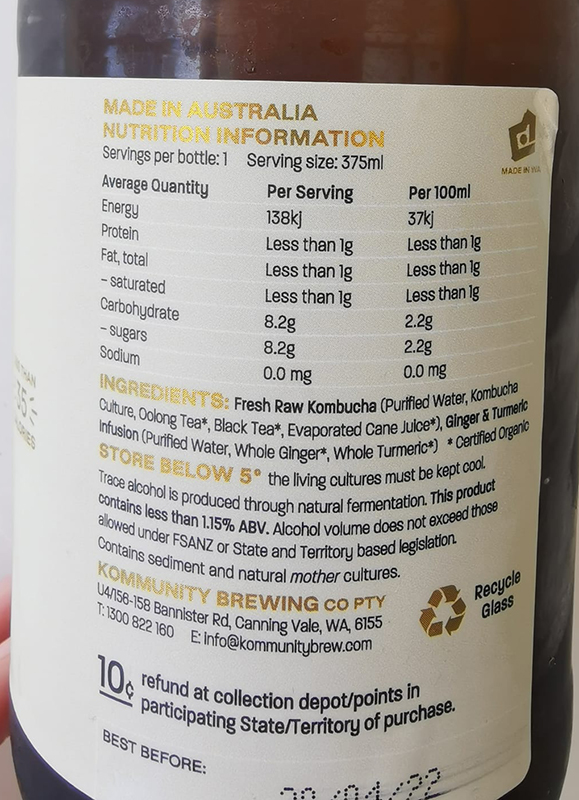 MADE IN AUSTRALIA
NUTRITION INFORMATION
Servings per bottle: 1 Serving size: 375ml
Average Quantity Per Serving Per 100ml
Energy 138kj 37kj
Protein Less than 1g Less than 1g
Fat, total Less than 1g Less than 1g
– saturated Less than 1g Less than 1g
Carbohydrate 8.2g 2.2g
– sugars 8.2g 2.2g
Sodium 0.0 mg 0.0 mg
INGREDIENTS: Fresh Raw Kombucha (Purified Water, Kombucha
Culture, Oolong Tea*, Black Tea*, Evaporated Cane Juice*), Ginger & Turmeric
Infusion (Purified Water, Whole Ginger*, Whole Turmeric*) * Certified Organic
STORE BELOW 5° the living cultures must be kept cool.
Trace alcohol is produced through natural fermentation. This product
contains less than 1.15% ABV. Alcohol volume does not exceed those
allowed under FSANZ or State and Territory based legislation.
Contains sediment and natural mother cultures.
KOMMUNITY BREWING CO PTY
U4/156-158 Bannister Rd, Canning Vale, WA, 6155
T: 1300 822 160 E: info@kommunitybrew.com
Recycle
Glass
10¢ refund at collection depot/points in
participating State/Territory of purchase.
BEST BEFORE:
/04/22
d
MADE IN
THAN
35